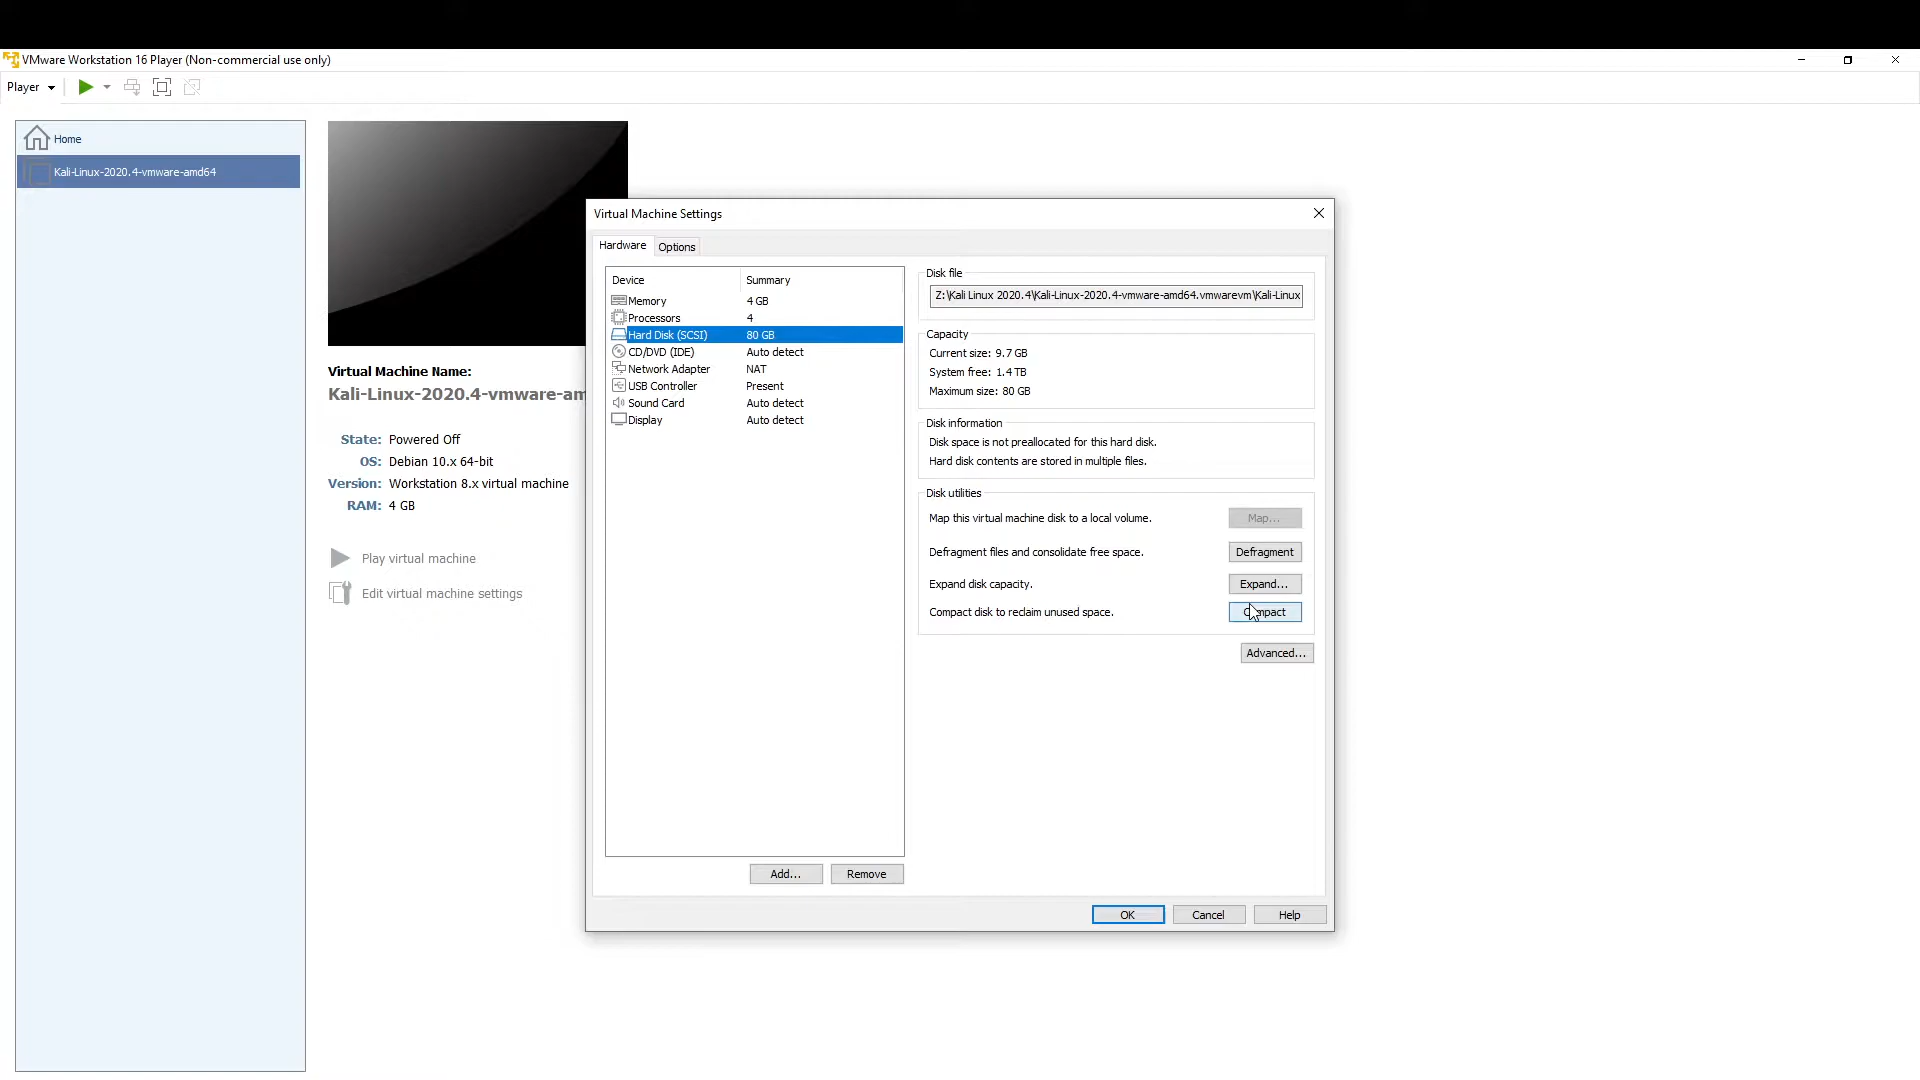 VMware Workstation 16 Player (Non-commercial use only)
Player
Home
Kali-Linux-2020.4-vmware-amd64
Virtual Machine Name:
Kali-Linux-2020.4-vmware-am
State: Powered Off
OS: Debian 10.x 64-bit
Version: Workstation 8.x virtual machine
RAM: 4 GB
Play virtual machine
Edit virtual machine settings
Virtual Machine Settings
Hardware Options
Device Summary
Memory 4 GB
Processors 4
Hard Disk (SCSI) 80 GB
CD/DVD (IDE) Auto detect
Network Adapter NAT
USB Controller Present
Sound Card Auto detect
Display Auto detect
Add... Remove
Disk file
Z:\Kali Linux 2020.4\Kali-Linux-2020.4-vmware-amd64.vmwarevm\Kali-Linux
Capacity
Current size: 9.7 GB
System free: 1.4 TB
Maximum size: 80 GB
Disk information
Disk space is not preallocated for this hard disk.
Hard disk contents are stored in multiple files.
Disk utilities
Map this virtual machine disk to a local volume. Map...
Defragment files and consolidate free space. Defragment
Expand disk capacity. Expand...
Compact disk to reclaim unused space. Compact
Advanced...
OK Cancel Help